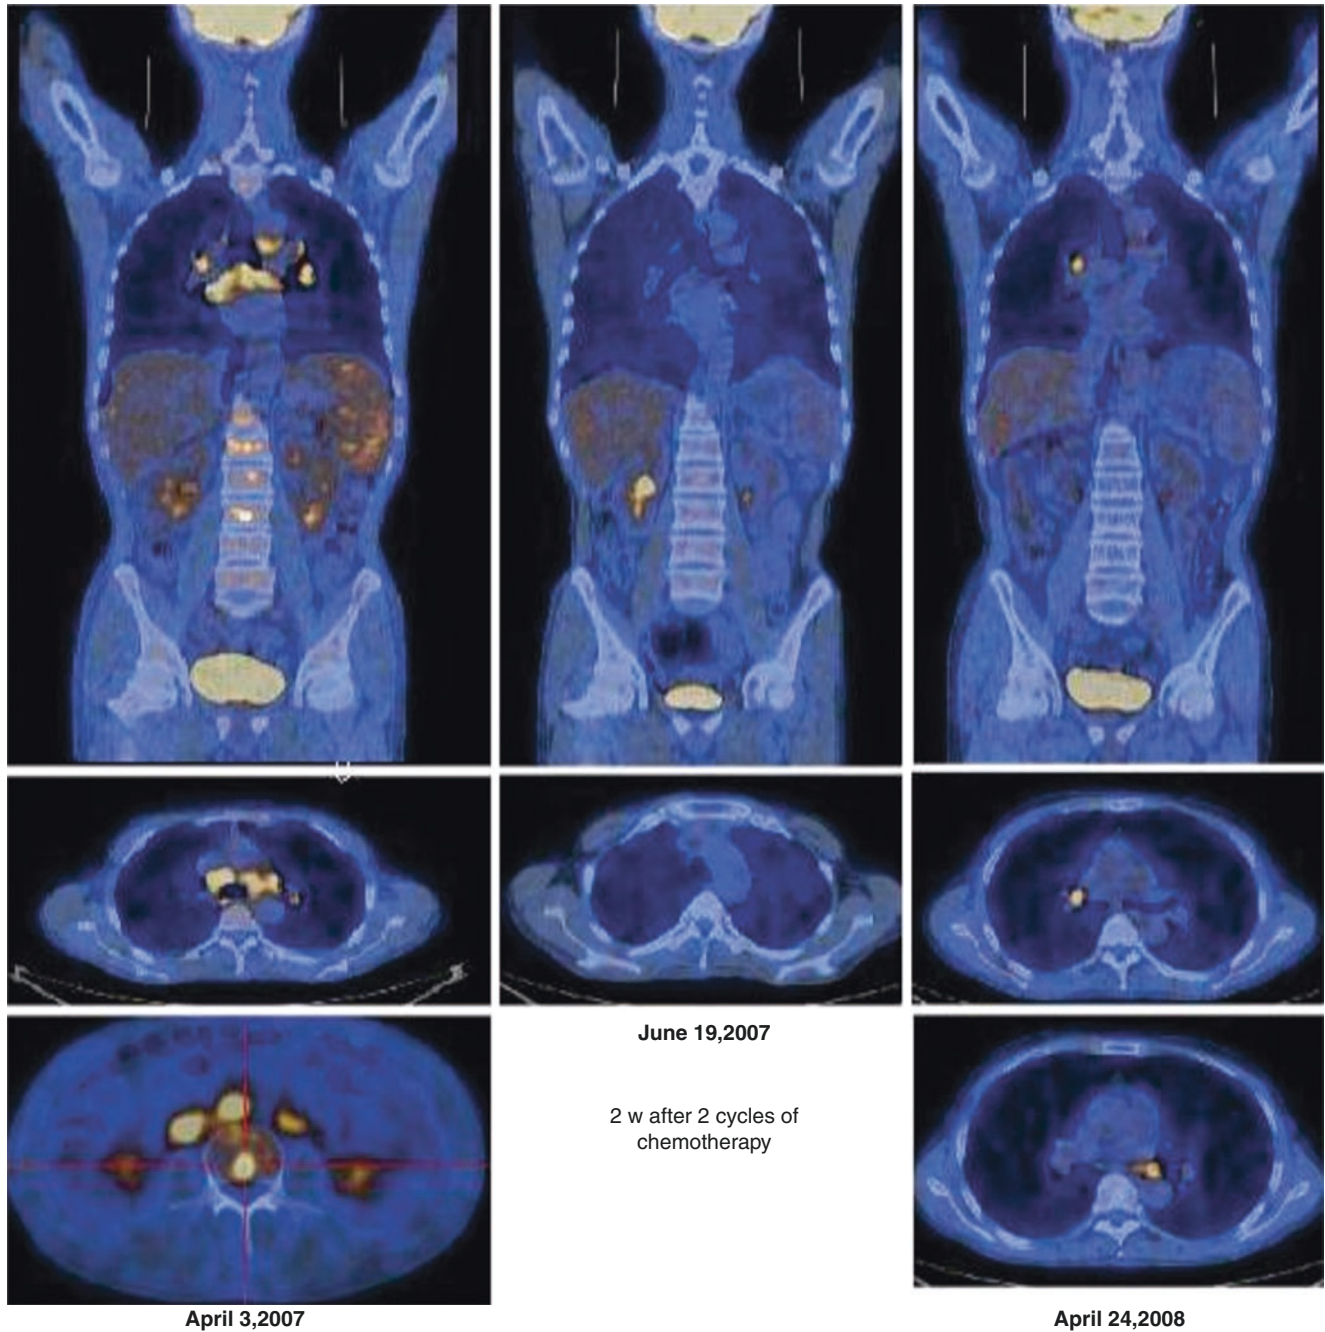 June 19,2007
2 w after 2 cycles of
chemotherapy
April 3,2007
April 24,2008